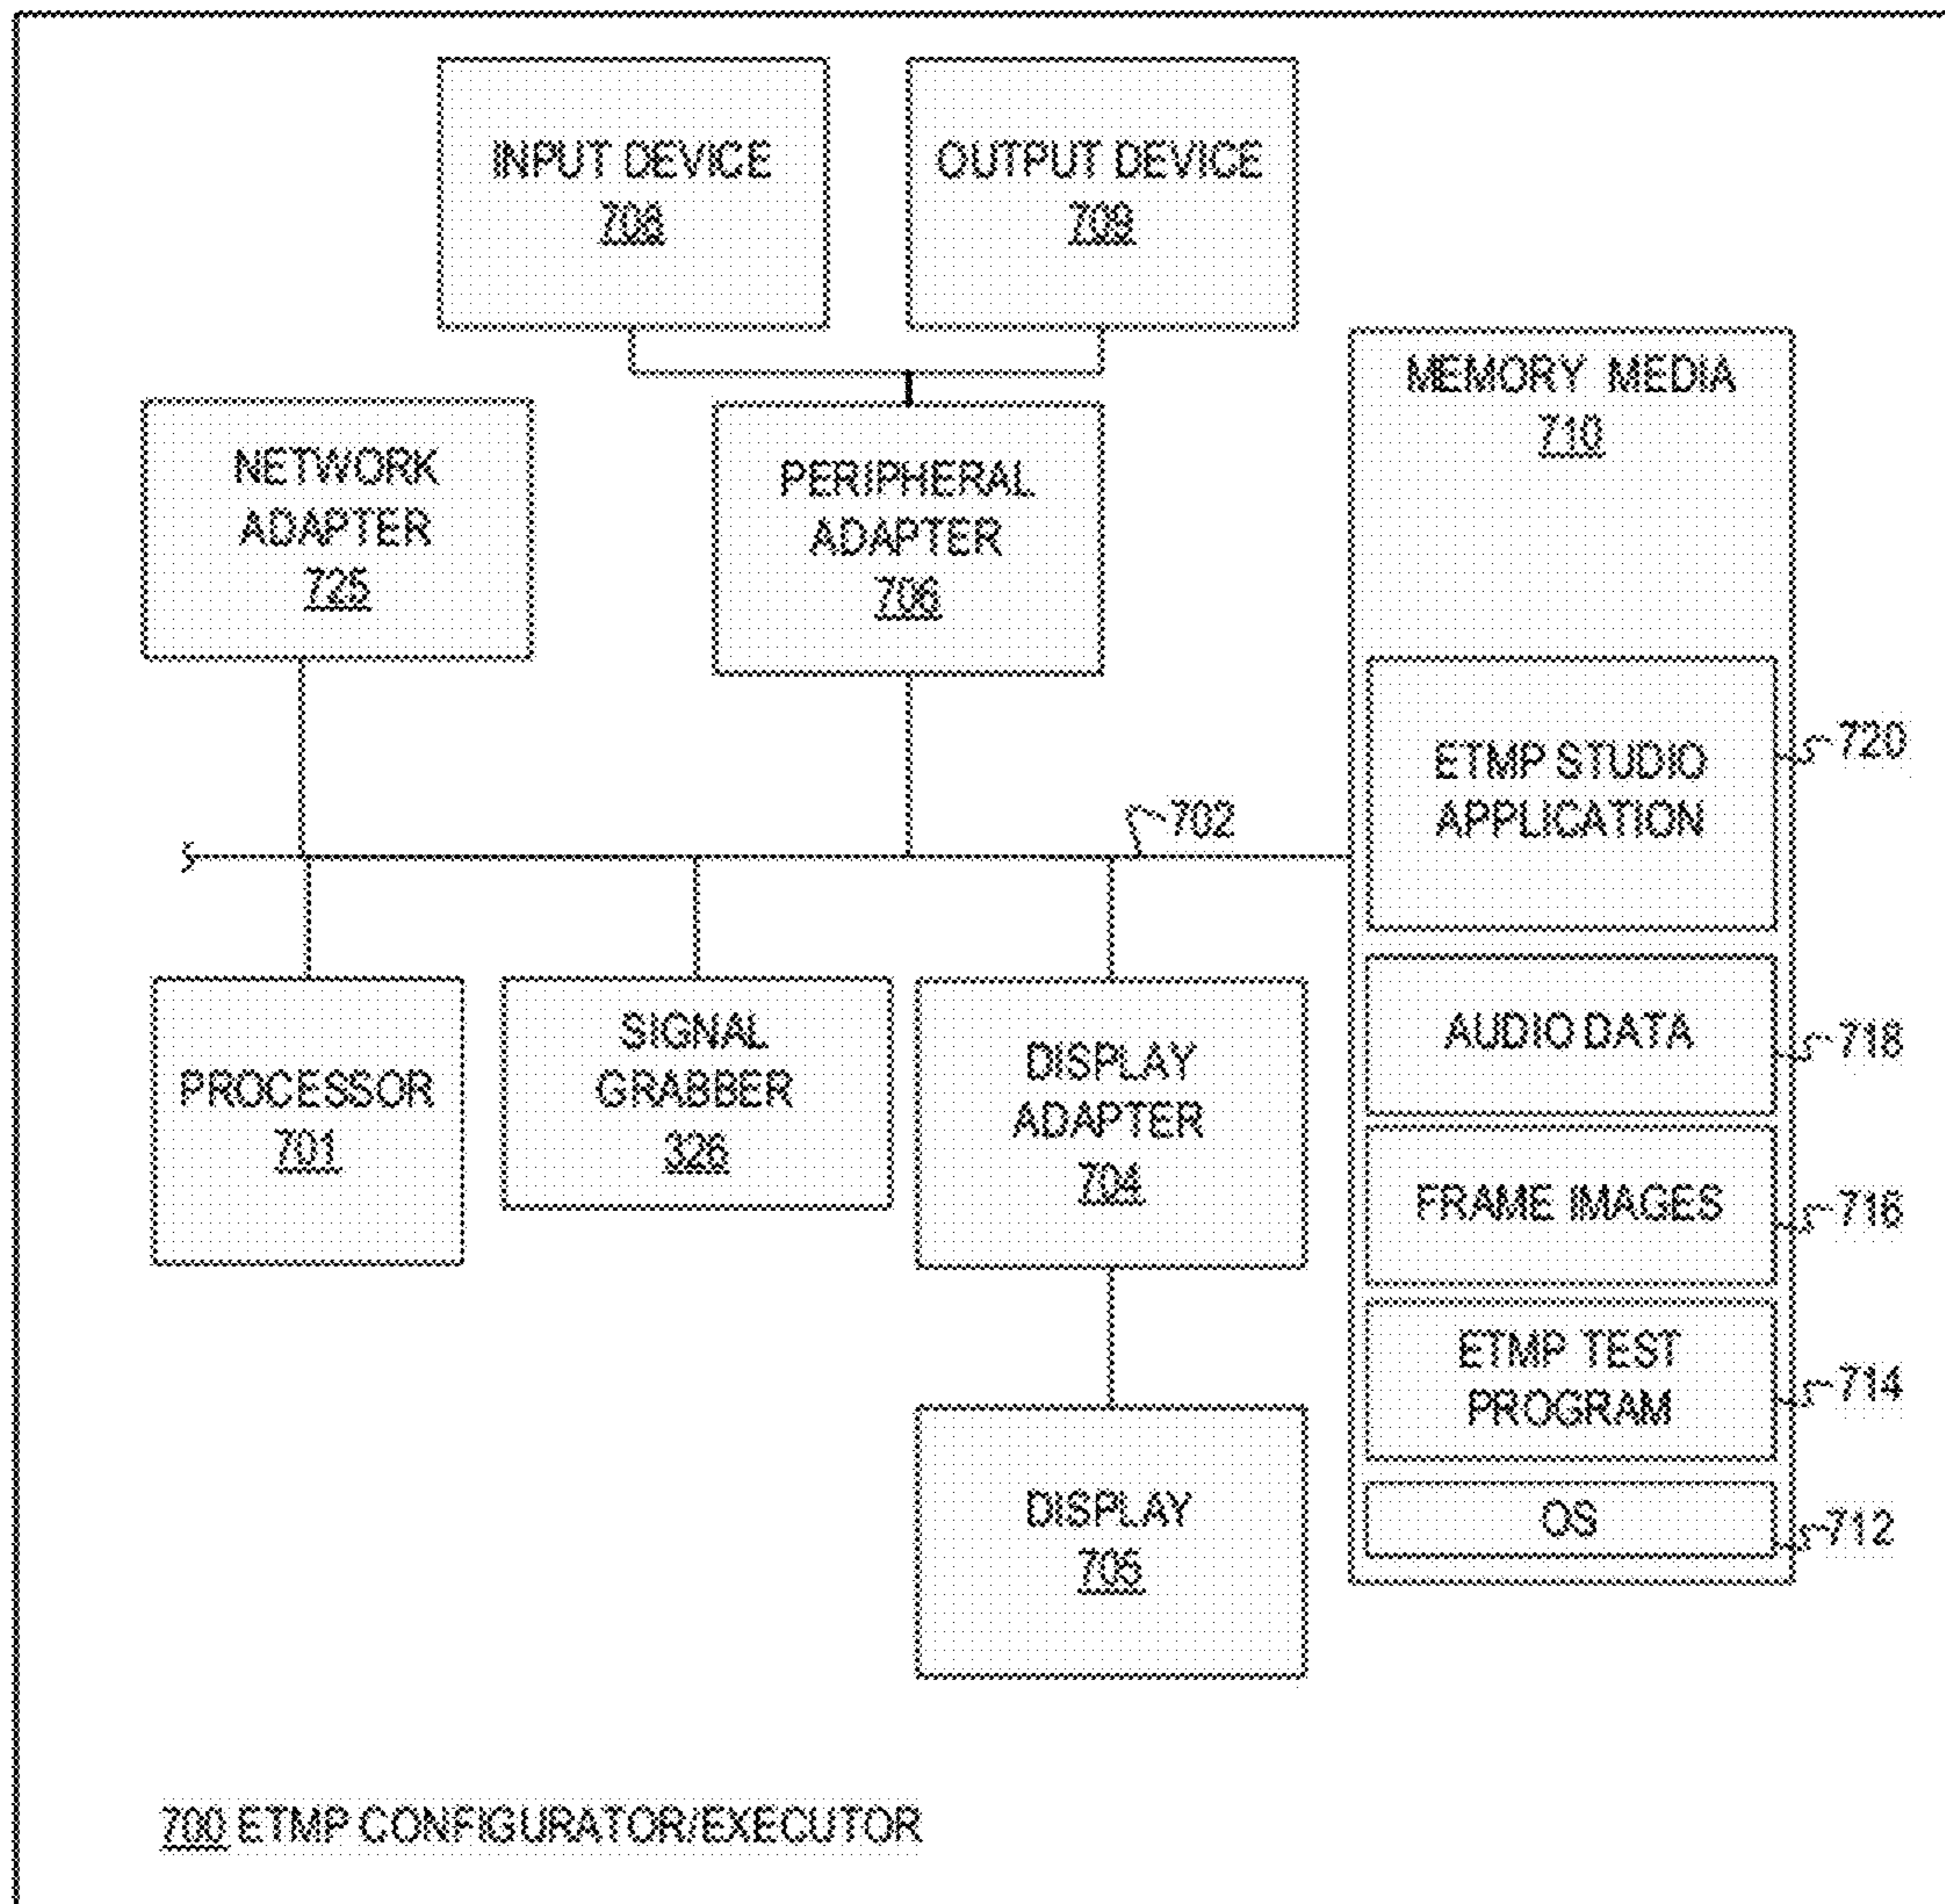 INPUT DEVICE
708
OUTPUT DEVICE
709
MEMORY MEDIA
710
NETWORK
ADAPTER
725
PERIPHERAL
ADAPTER
706
ETMP STUDIO
APPLICATION
720
702
PROCESSOR
701
SIGNAL
GRABBER
326
DISPLAY
ADAPTER
704
AUDIO DATA
718
FRAME IMAGES
716
ETMP TEST
PROGRAM
714
DISPLAY
705
OS
712
700 ETMP CONFIGURATOR/EXECUTOR